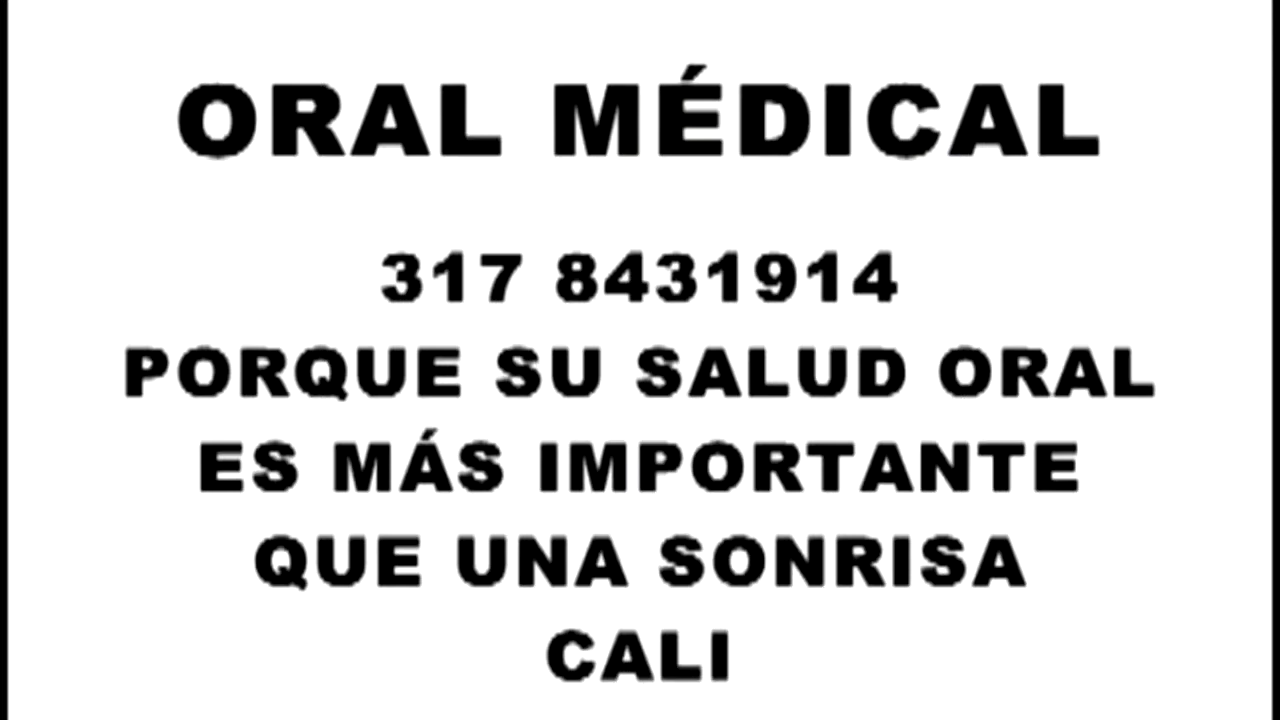 ORAL MÉDICAL
317 8431914
PORQUE SU SALUD ORAL
ES MÁS IMPORTANTE
QUE UNA SONRISA
CALI